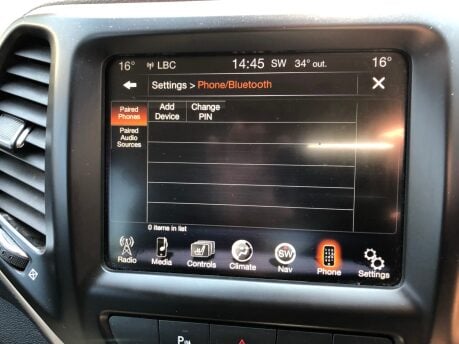 16° LBC 14:45 SW 34° out. 16°
Settings > Phone/Bluetooth
Paired Phones
Add Device
Change PIN
Paired Audio Sources
0 items in list
Radio Media Controls Climate Nav Phone Settings
SW
P